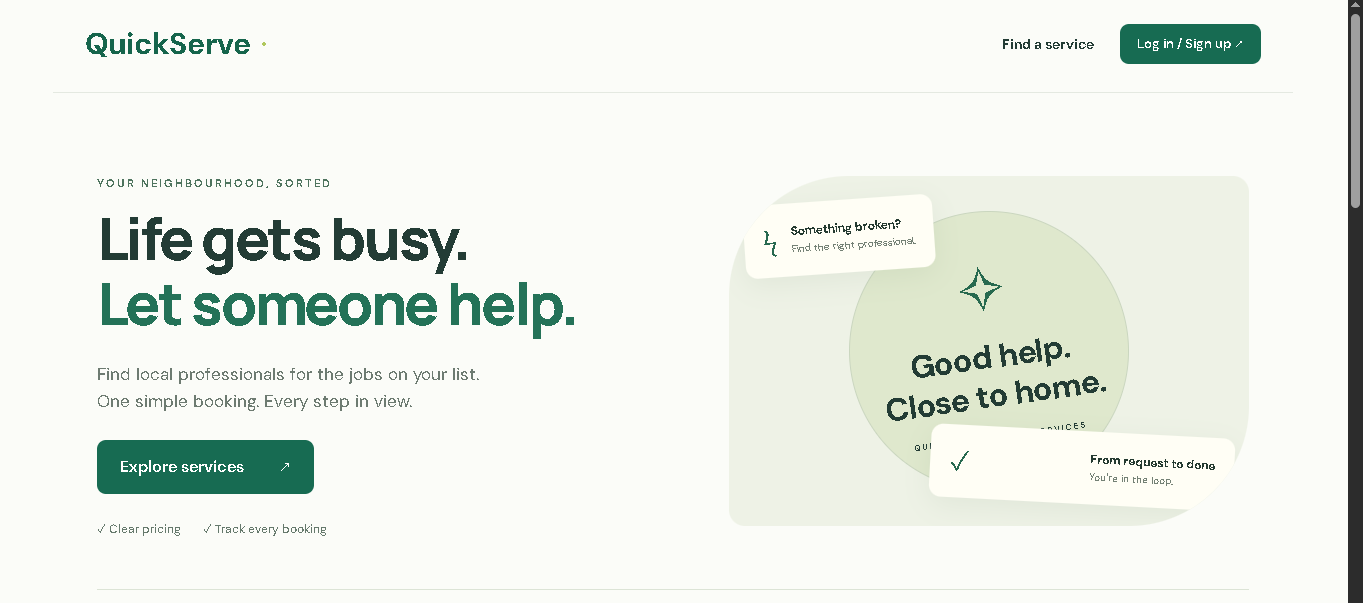 QuickServe
Find a service
Log in / Sign up ↗
YOUR NEIGHBOURHOOD, SORTED
Life gets busy.
Let someone help.
Find local professionals for the jobs on your list.
One simple booking. Every step in view.
Explore services ↗
✓ Clear pricing ✓ Track every booking
Something broken?
Find the right professional.
Good help.
Close to home.
✓ From request to done
You're in the loop.